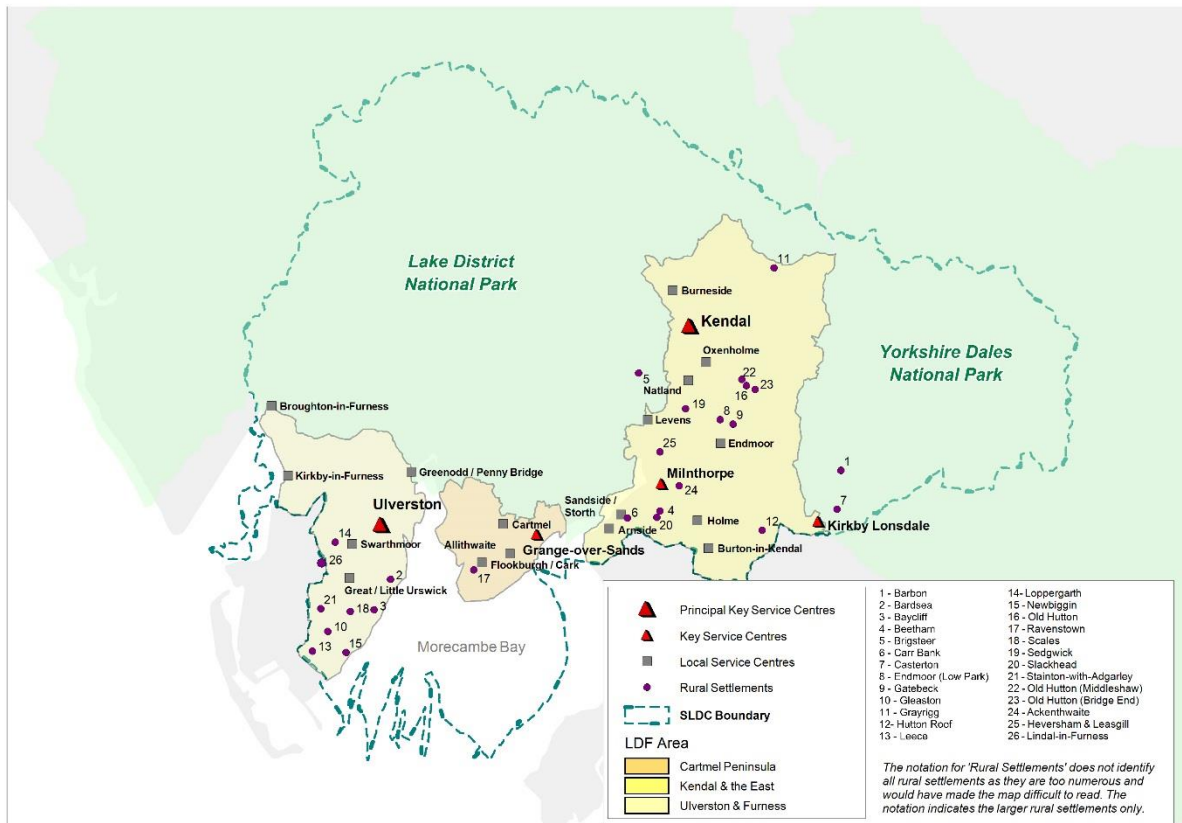 Lake District
National Park
11
Burneside
Kendal
Oxenholme
Yorkshire Dales
National Park
5
Natland
22
16
23
Broughton-in-Furness
19
8
9
Levens
Endmoor
25
1
Kirkby-in-Furness
Greenodd / Penny Bridge
Milnthorpe
24
7
Ulverston
Sandside /
Storth
6
4
20
Holme
12
Kirkby Lonsdale
Cartmel
Arnside
14
Swarthmoor
Allithwaite
Grange-over-Sands
Burton-in-Kendal
26
Flookburgh / Cark
17
2
Great / Little Urswick
21
18
3
10
13
15
Morecambe Bay
Principal Key Service Centres
Key Service Centres
Local Service Centres
Rural Settlements
SLDC Boundary
LDF Area
Cartmel Peninsula
Kendal & the East
Ulverston & Furness
1 - Barbon
2 - Bardsea
3 - Baycliff
4 - Beetham
5 - Brigsteer
6 - Carr Bank
7 - Casterton
8 - Endmoor (Low Park)
9 - Gatebeck
10 - Gleaston
11 - Grayrigg
12- Hutton Roof
13 - Leece
14- Loppergarth
15 - Newbiggin
16 - Old Hutton
17 - Ravenstown
18 - Scales
19 - Sedgwick
20 - Slackhead
21 - Stainton-with-Adgarley
22 - Old Hutton (Middleshaw)
23 - Old Hutton (Bridge End)
24 - Ackenthwaite
25 - Heversham & Leasgill
26 - Lindal-in-Furness
The notation for 'Rural Settlements' does not identify
all rural settlements as they are too numerous and
would have made the map difficult to read. The
notation indicates the larger rural settlements only.